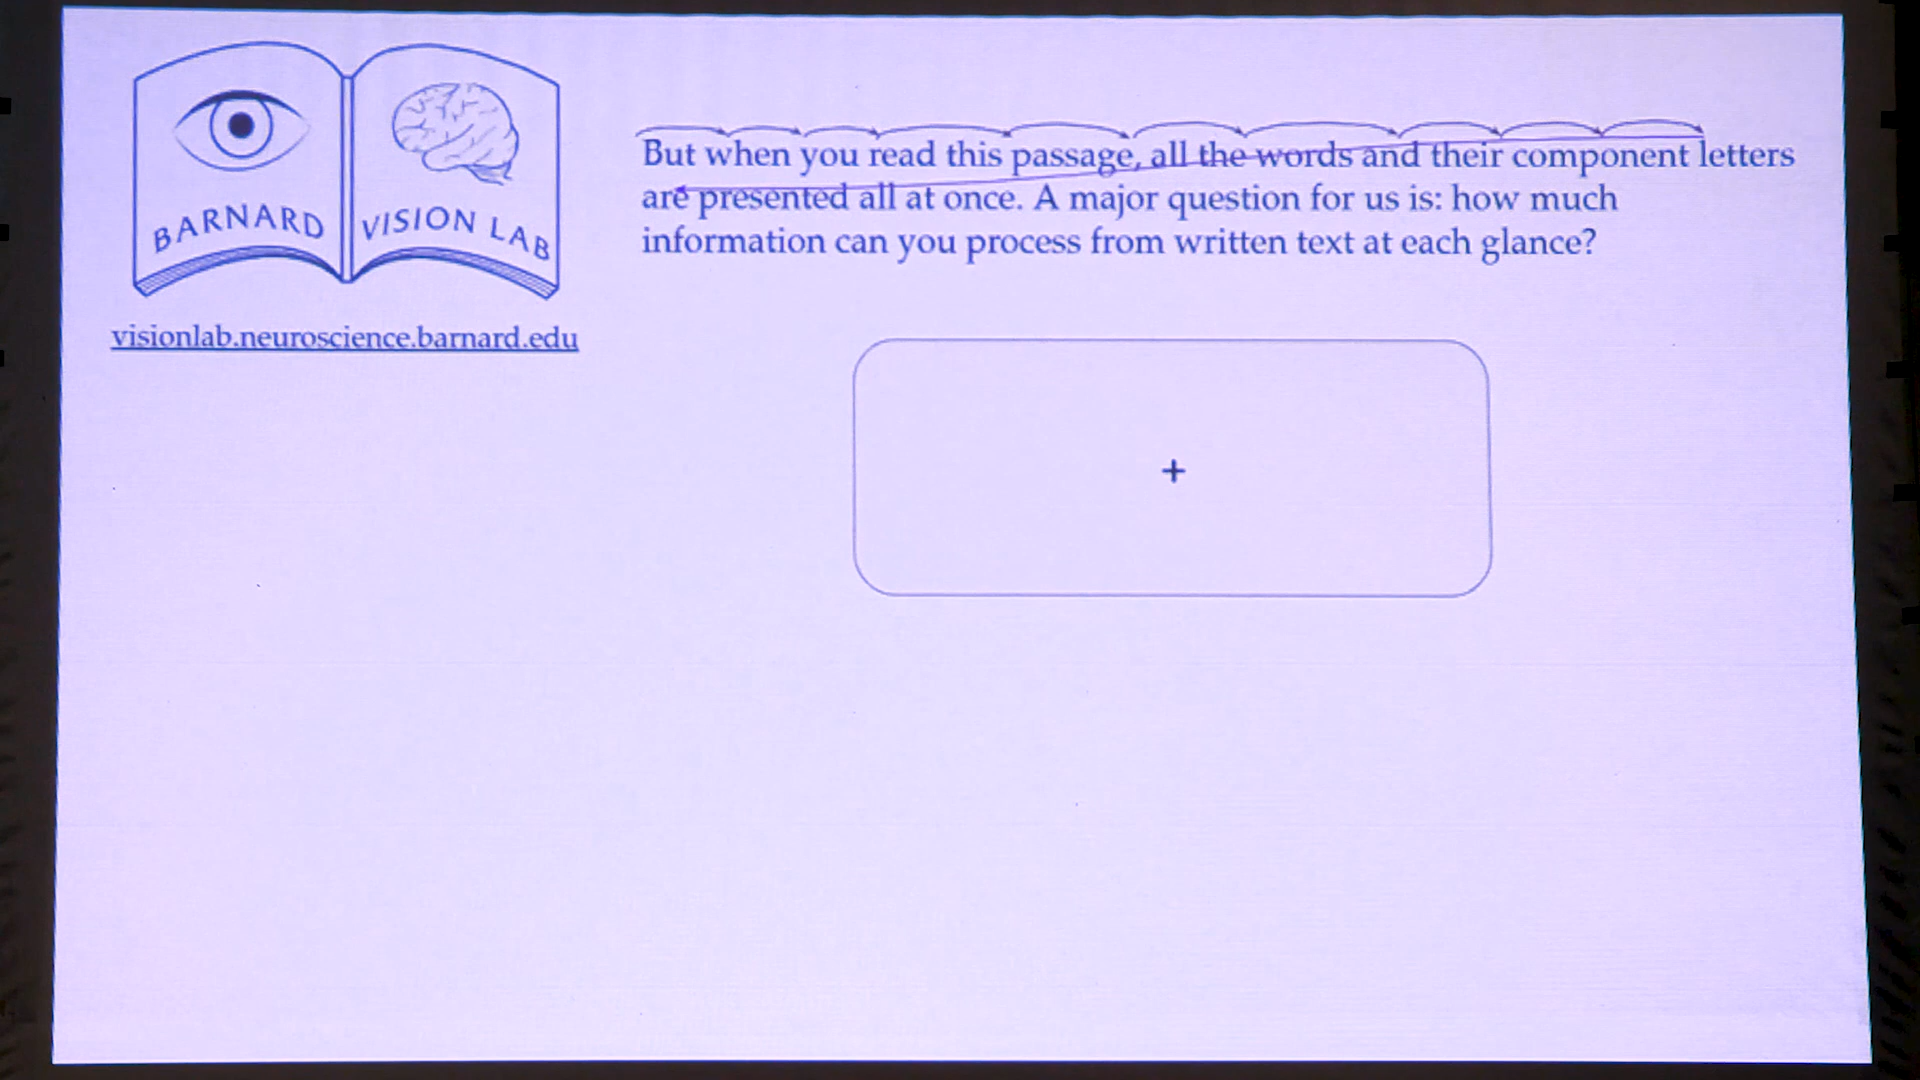 BARNARD VISION LAB
visionlab.neuroscience.barnard.edu
But when you read this passage, all the words and their component letters
are presented all at once. A major question for us is: how much
information can you process from written text at each glance?
+